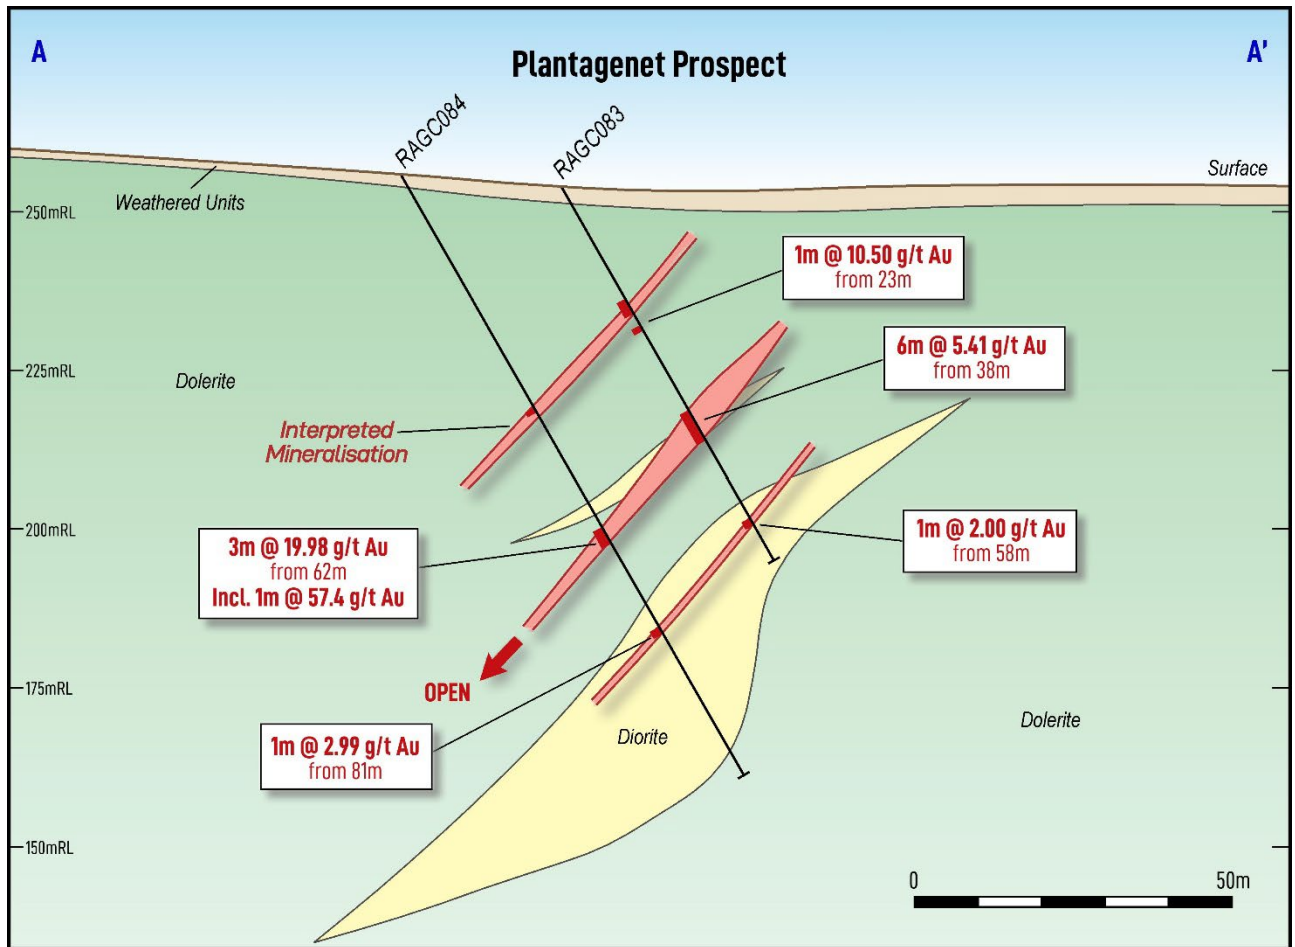 A
Plantagenet Prospect
A'
RAGC084
RAGC083
Surface
Weathered Units
250mRL
1m @ 10.50 g/t Au
from 23m
6m @ 5.41 g/t Au
from 38m
225mRL
Dolerite
Interpreted
Mineralisation
200mRL
3m @ 19.98 g/t Au
from 62m
Incl. 1m @ 57.4 g/t Au
1m @ 2.00 g/t Au
from 58m
175mRL
OPEN
Dolerite
Diorite
1m @ 2.99 g/t Au
from 81m
150mRL
0
50m